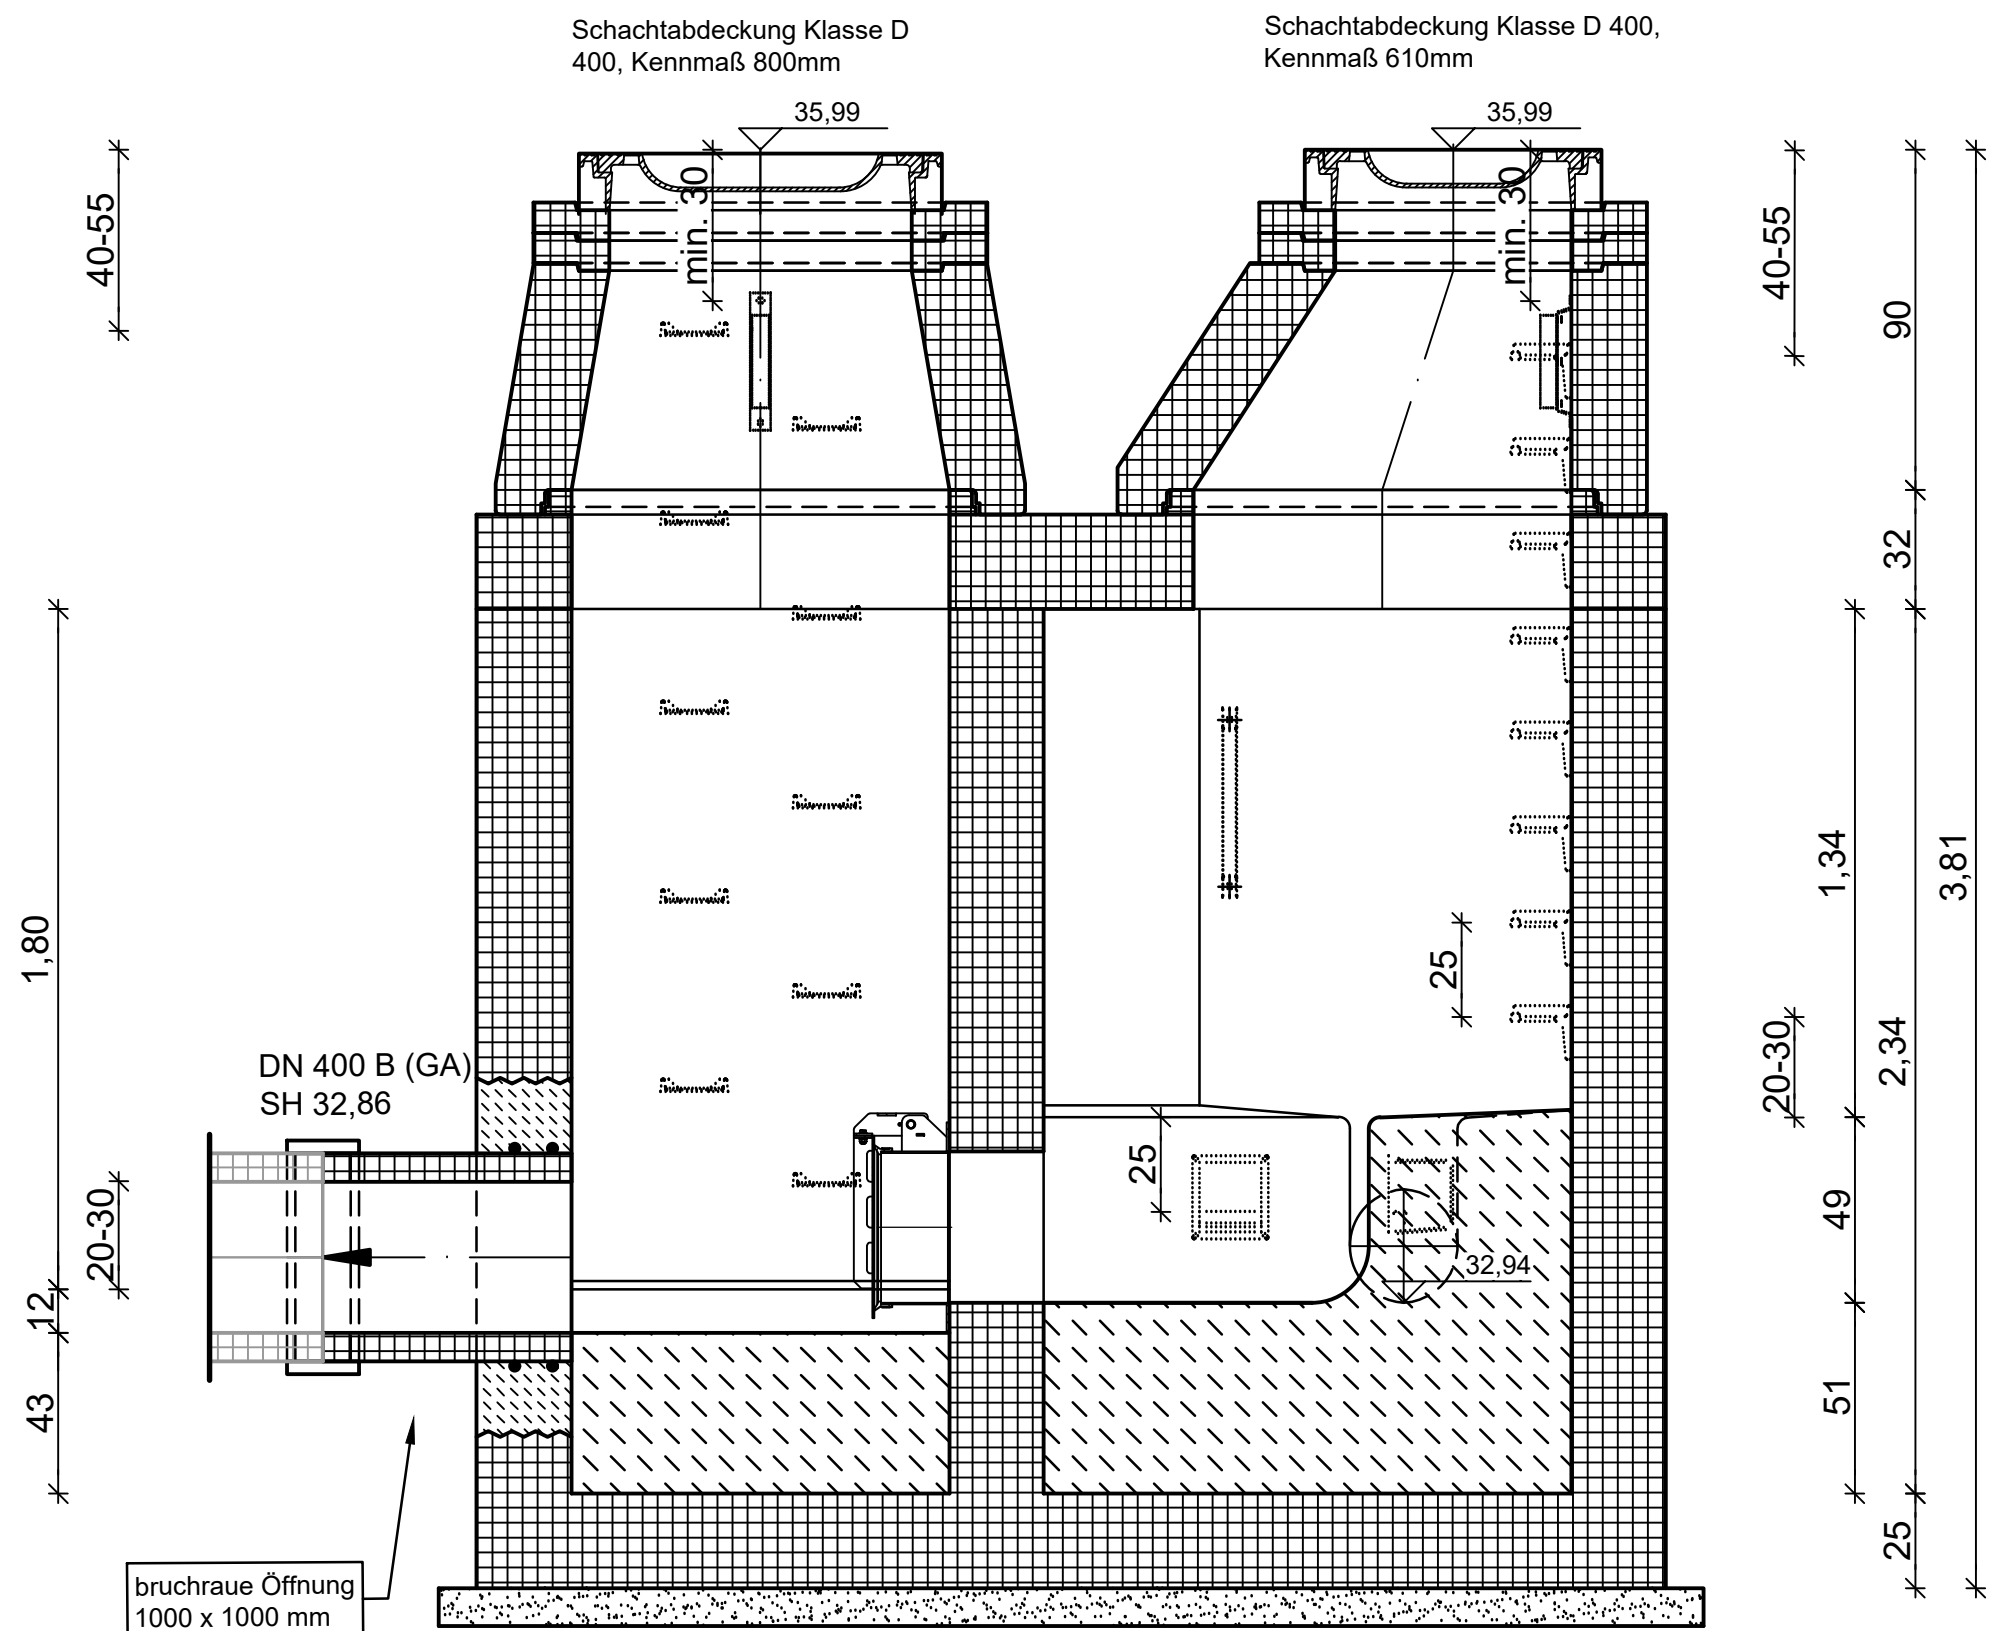 Schachtabdeckung Klasse D
400, Kennmaß 800mm
Schachtabdeckung Klasse D 400,
Kennmaß 610mm
35,99
35,99
min. 30
min. 30
40-55
40-55
90
32
1,80
1,34
3,81
25
20-30
2,34
DN 400 B (GA)
SH 32,86
25
49
20-30
32,94
12
43
51
25
bruchraue Öffnung
1000 x 1000 mm